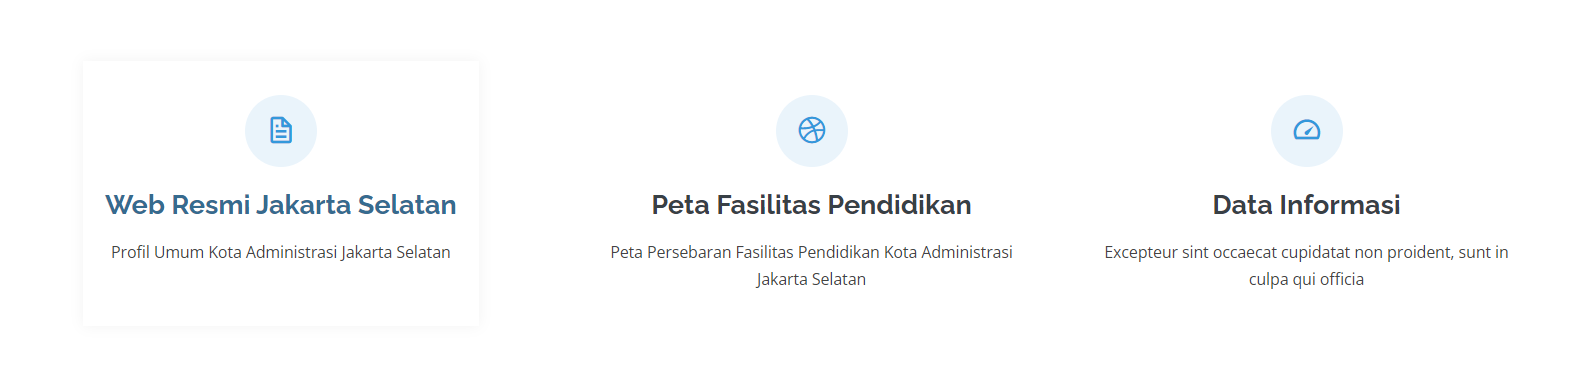 Web Resmi Jakarta Selatan
Profil Umum Kota Administrasi Jakarta Selatan
Peta Fasilitas Pendidikan
Peta Persebaran Fasilitas Pendidikan Kota Administrasi
Jakarta Selatan
Data Informasi
Excepteur sint occaecat cupidatat non proident, sunt in
culpa qui officia